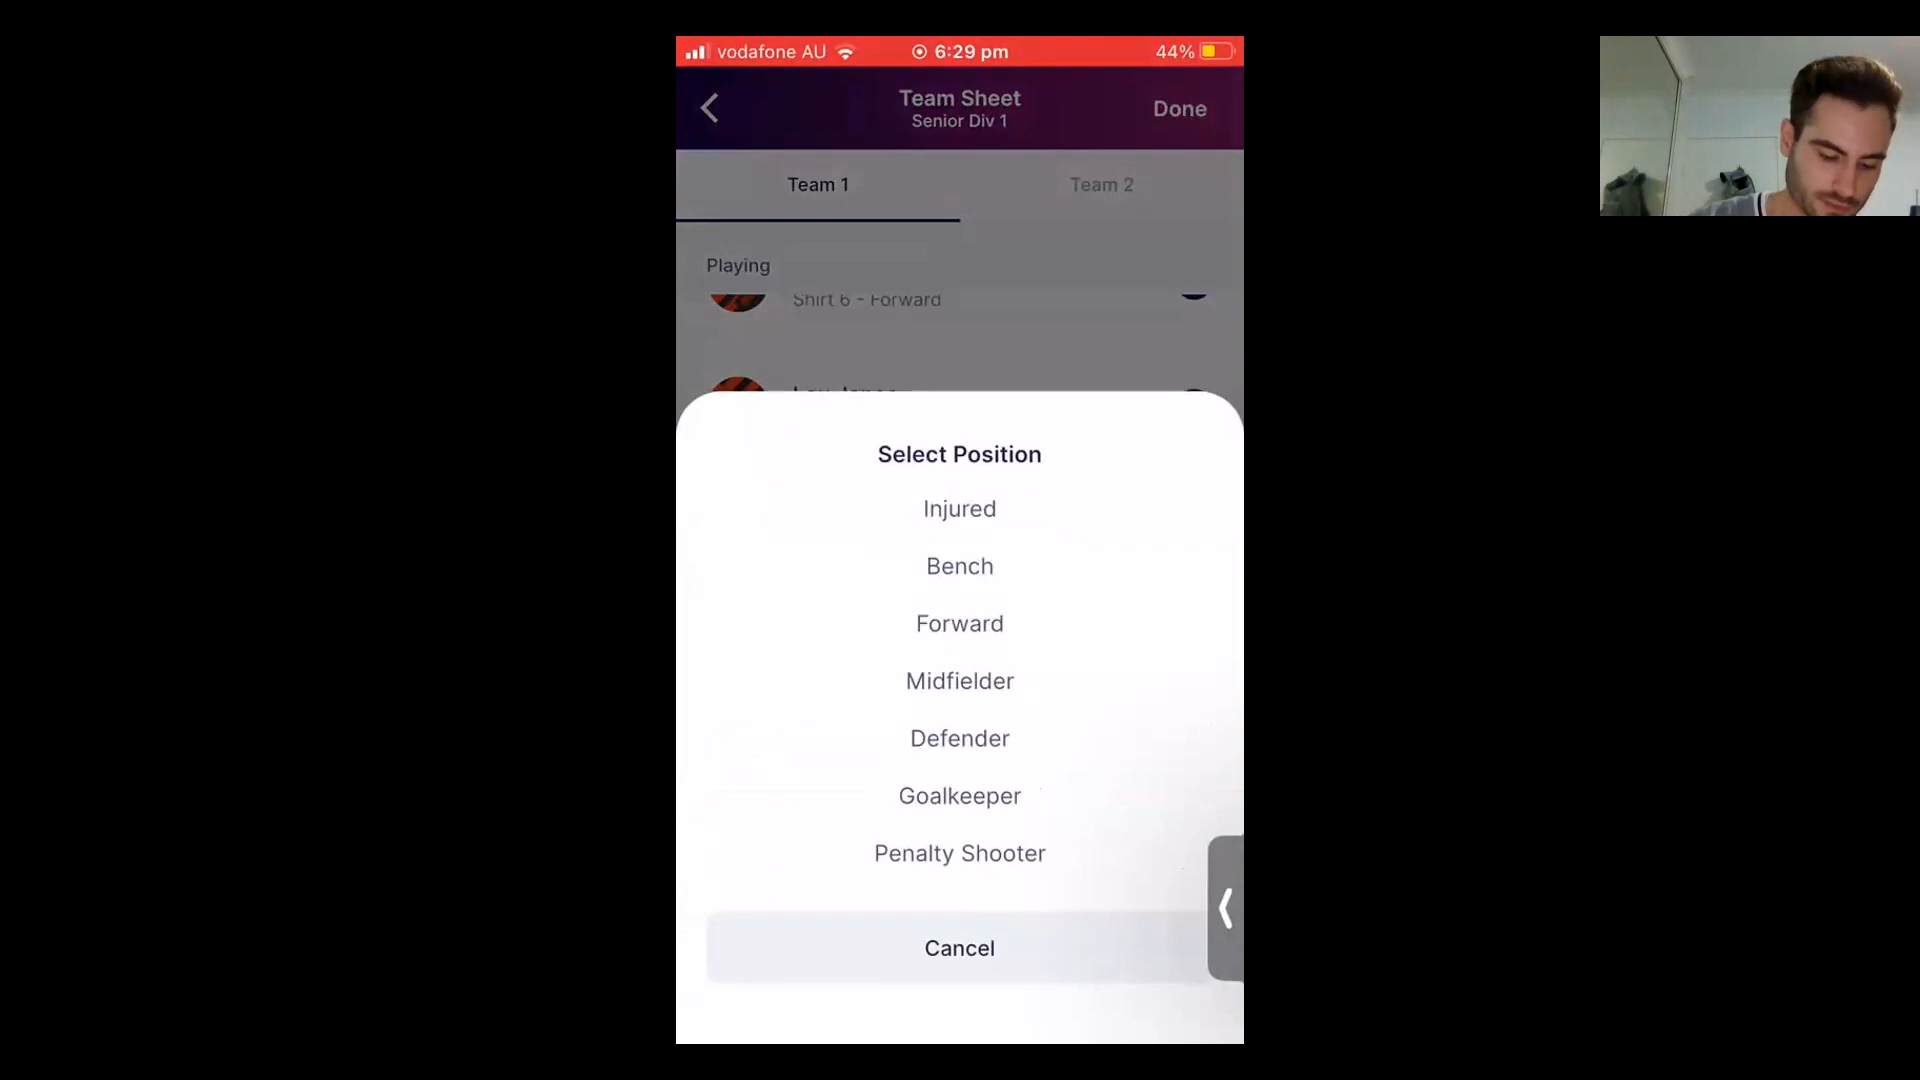 vodafone AU
6:29 pm
44%
Team Sheet
Senior Div 1
Done
Team 1
Team 2
Playing
Shirt 6 - Forward
Select Position
Injured
Bench
Forward
Midfielder
Defender
Goalkeeper
Penalty Shooter
Cancel